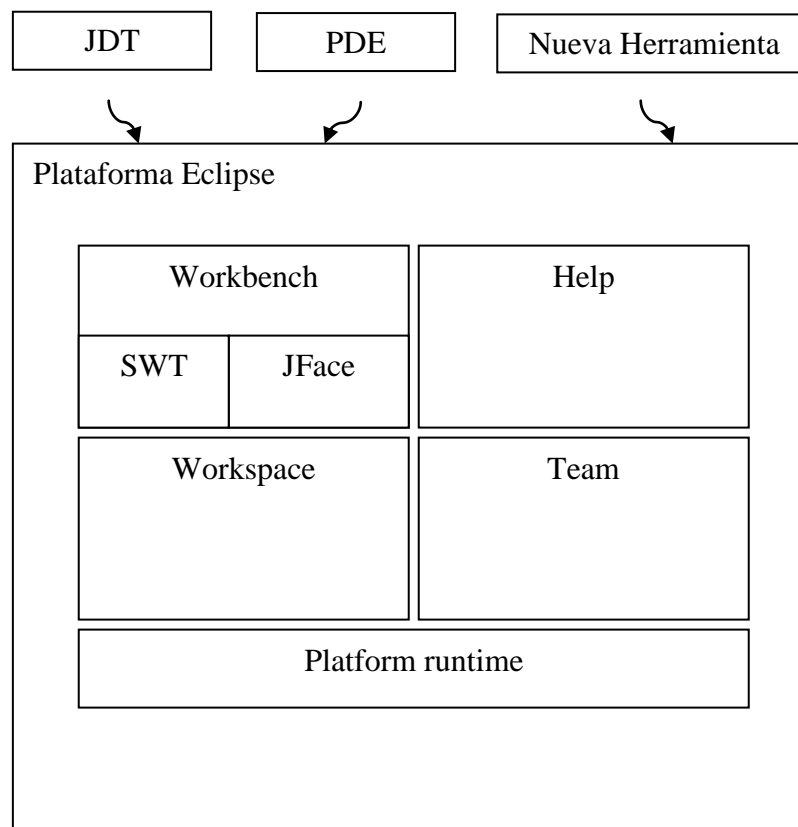 JDT
PDE
Nueva Herramienta
Plataforma Eclipse
Workbench
Help
SWT
JFace
Workspace
Team
Platform runtime